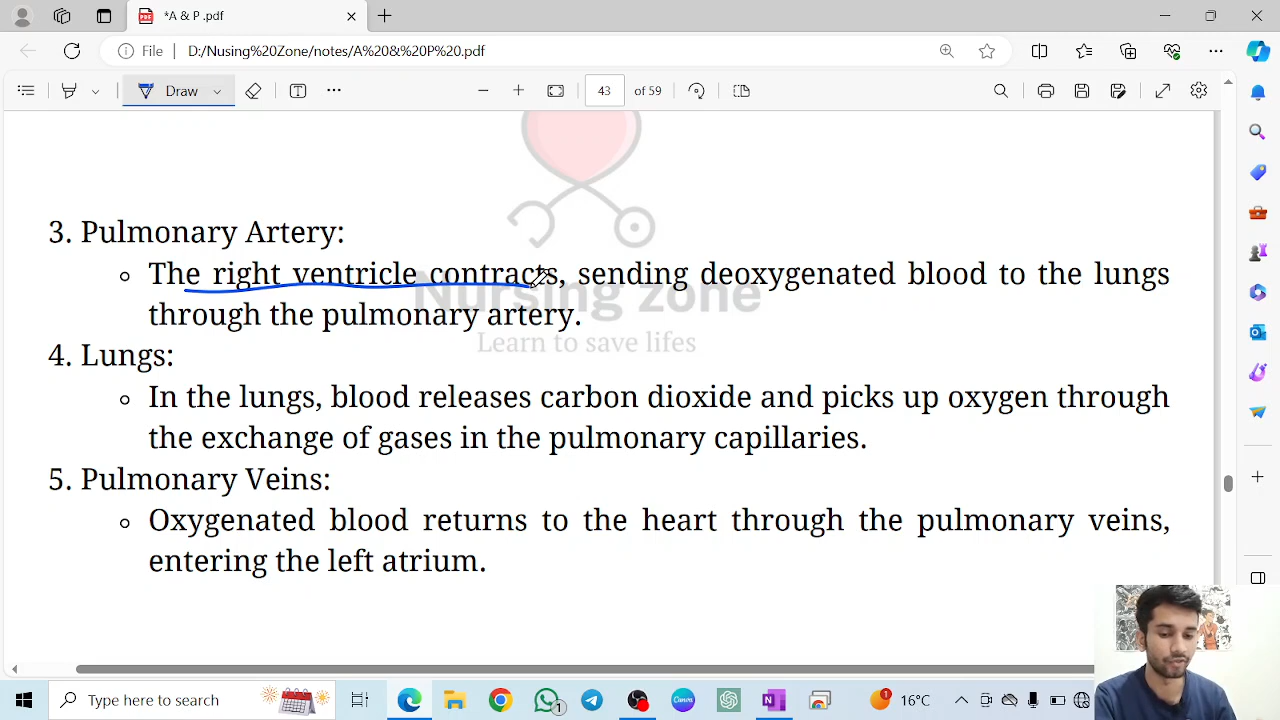 *A & P .pdf
File
D:/Nusing%20Zone/notes/A%20&%20P%20.pdf
Draw
43
of 59
3. Pulmonary Artery:
The right ventricle contracts, sending deoxygenated blood to the lungs
through the pulmonary artery.
Nursing zone
Learn to save lifes
4. Lungs:
In the lungs, blood releases carbon dioxide and picks up oxygen through
the exchange of gases in the pulmonary capillaries.
5. Pulmonary Veins:
Oxygenated blood returns to the heart through the pulmonary veins,
entering the left atrium.
Type here to search
1
Canva
1
16°C